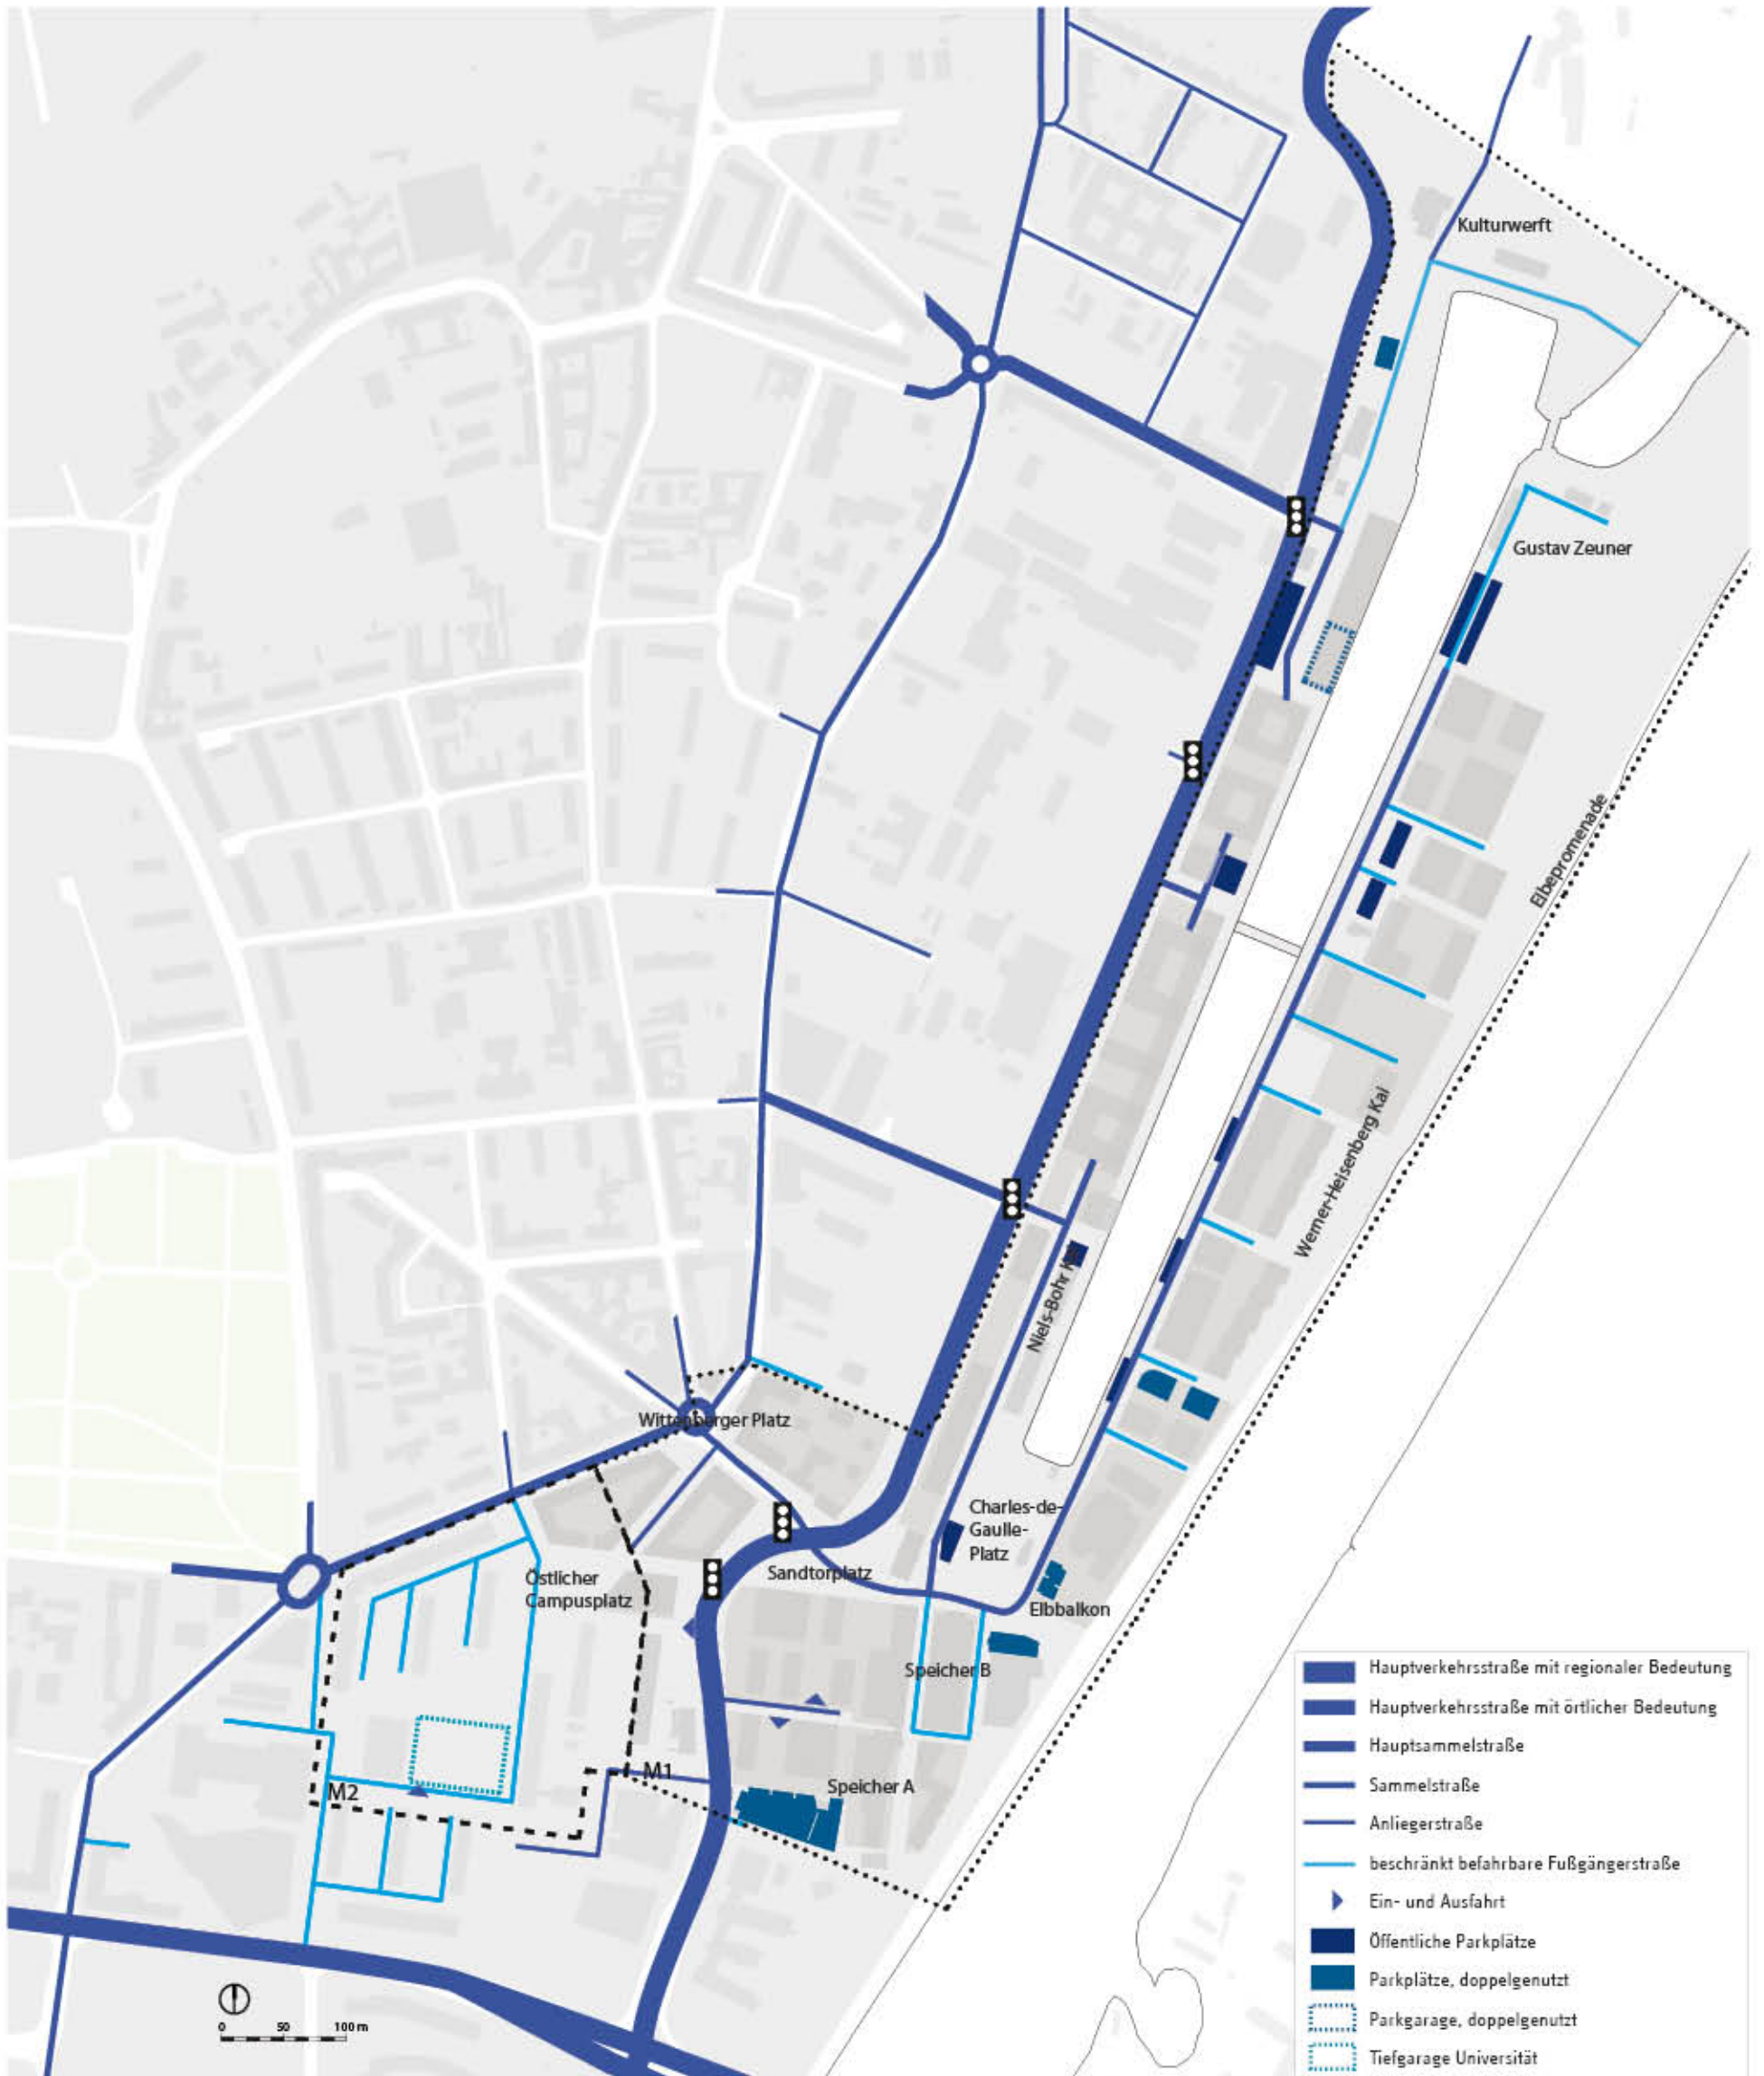 Kulturwerft
Gustav Zeuner
Elbepromenade
Werner-Heisenberg Kai
Niels-Bohr
Wittenberger Platz
Charles-de-
Gaulle-
Platz
Sandtorplatz
Östlicher
Campusplatz
Elbbalkon
Speicher B
M1
M2
Speicher A
0 50 100 m
Hauptverkehrsstraße mit regionaler Bedeutung
Hauptverkehrsstraße mit örtlicher Bedeutung
Hauptsammelstraße
Sammelstraße
Anliegerstraße
beschränkt befahrbare Fußgängerstraße
Ein- und Ausfahrt
Öffentliche Parkplätze
Parkplätze, doppelgenutzt
Parkgarage, doppelgenutzt
Tiefgarage Universität